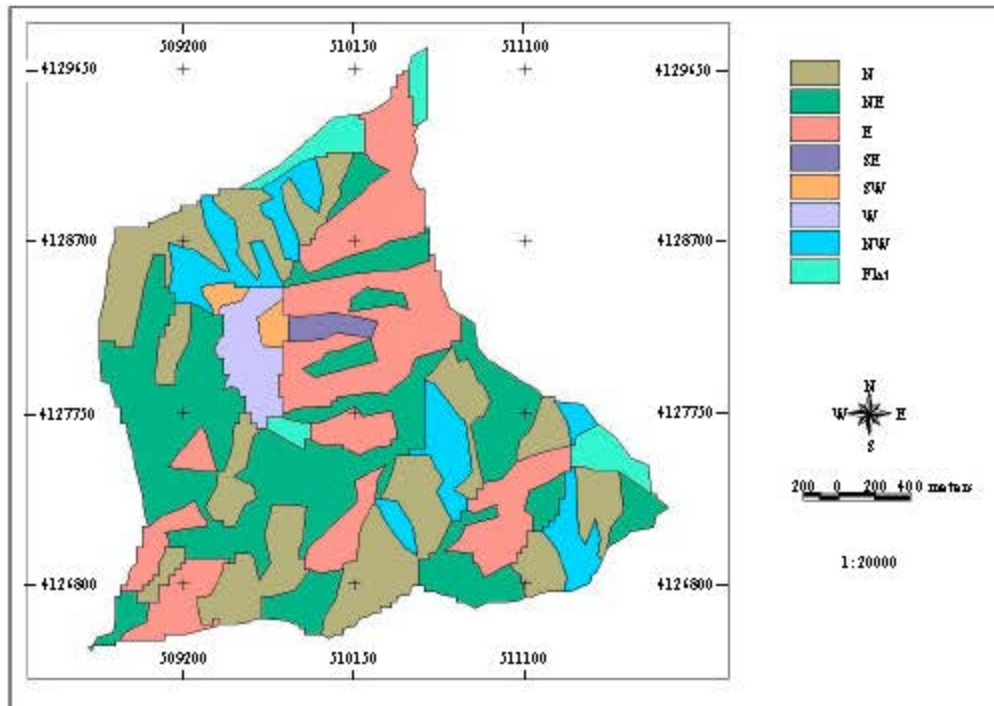 509200 510150 511100
4129650 4129650
4128700 4128700
4127750 4127750
4126800 4126800
509200 510150 511100
N
NE
E
SE
SW
W
NW
Flat
N
W E
S
200 0 200 400 meters
1:20000